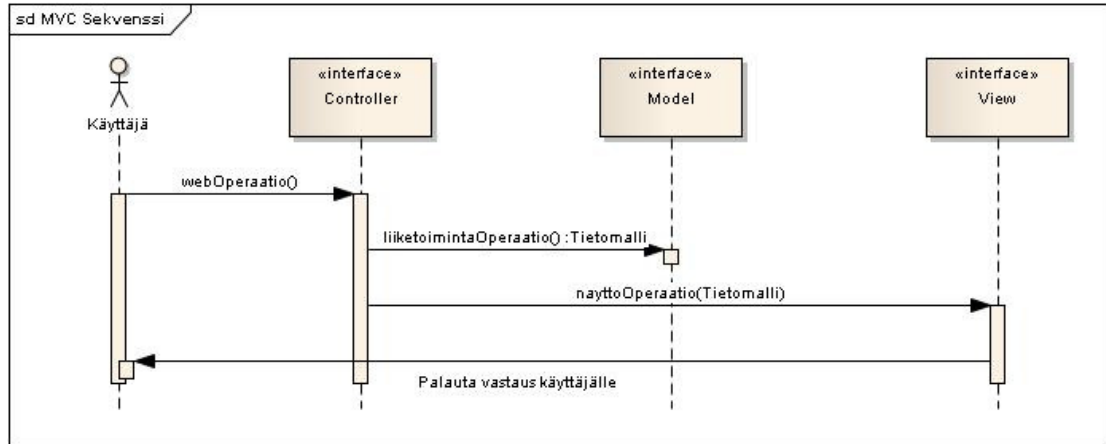 sd MVC Sekvenssi
Käyttäjä
«interface»
Controller
«interface»
Model
«interface»
View
webOperaatio()
liiketoimintaOperaatio() :Tietomalli
nayttoOperaatio(Tietomalli)
Palauta vastaus käyttäjälle